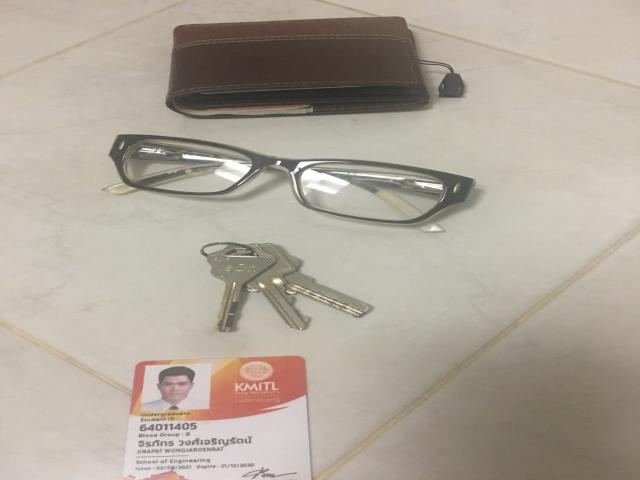 KMITL
Undergraduate
Student ID
64011405
Blood Group : B
จิรภัทร วงศ์เจริญรัตน์
JIRAPAT WONGJAROENRAT
School of Engineering
Issue : 02/08/2021 Expire : 31/12/2030